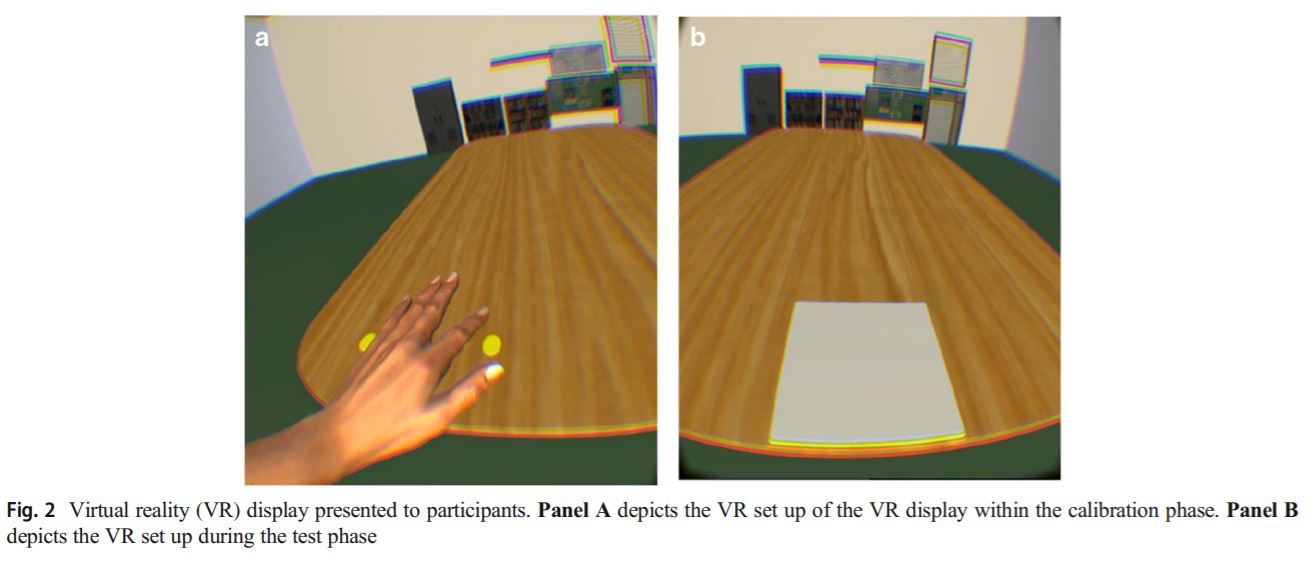 a
b
Fig. 2 Virtual reality (VR) display presented to participants. Panel A depicts the VR set up of the VR display within the calibration phase. Panel B
depicts the VR set up during the test phase